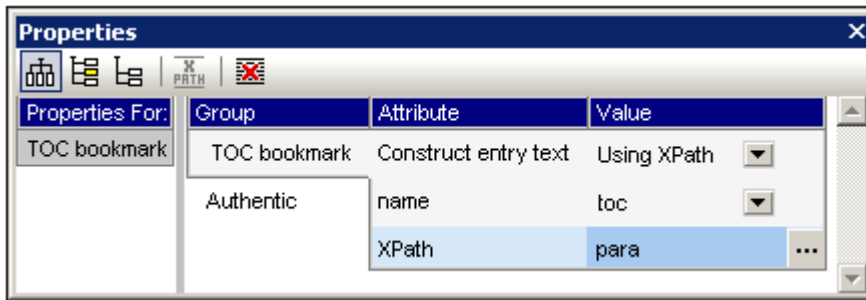 Properties
X
PATH
Properties For: Group Attribute Value
TOC bookmark TOC bookmark Construct entry text Using XPath
Authentic name toc
XPath para ...